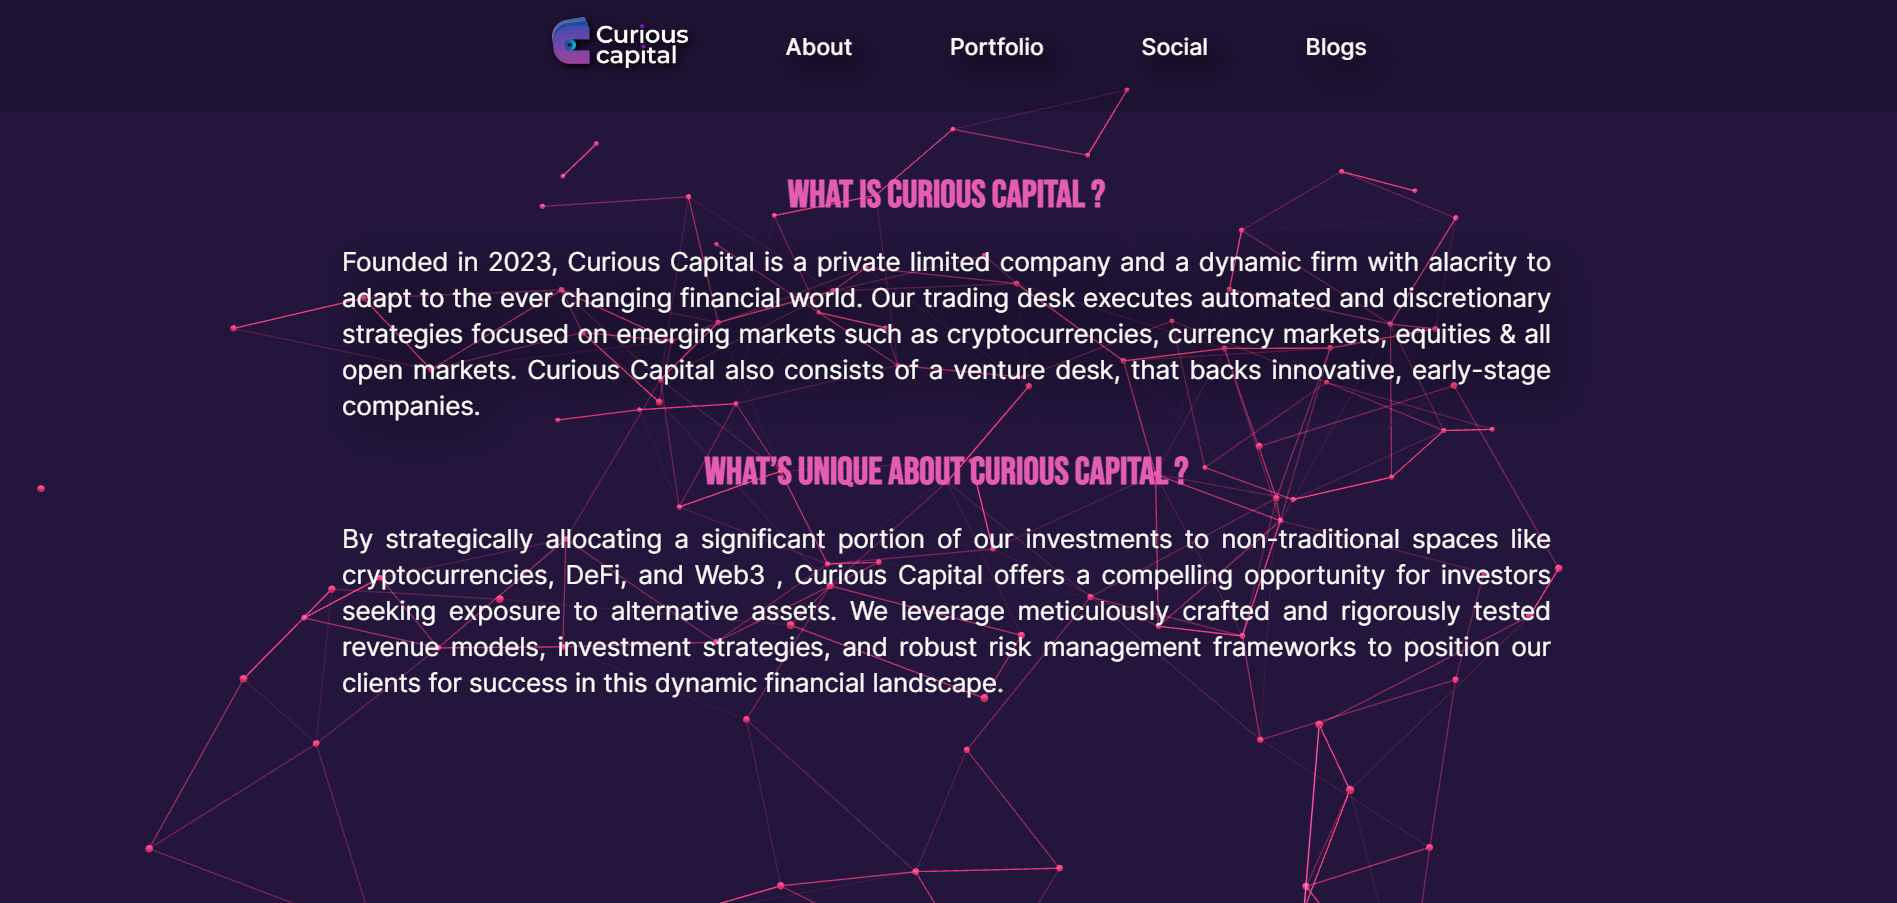 Curious
capital
About Portfolio Social Blogs
WHAT IS CURIOUS CAPITAL ?
Founded in 2023, Curious Capital is a private limited company and a dynamic firm with alacrity to
adapt to the ever changing financial world. Our trading desk executes automated and discretionary
strategies focused on emerging markets such as cryptocurrencies, currency markets, equities & all
open markets. Curious Capital also consists of a venture desk, that backs innovative, early-stage
companies.
WHAT'S UNIQUE ABOUT CURIOUS CAPITAL ?
By strategically allocating a significant portion of our investments to non-traditional spaces like
cryptocurrencies, DeFi, and Web3 , Curious Capital offers a compelling opportunity for investors
seeking exposure to alternative assets. We leverage meticulously crafted and rigorously tested
revenue models, investment strategies, and robust risk management frameworks to position our
clients for success in this dynamic financial landscape.